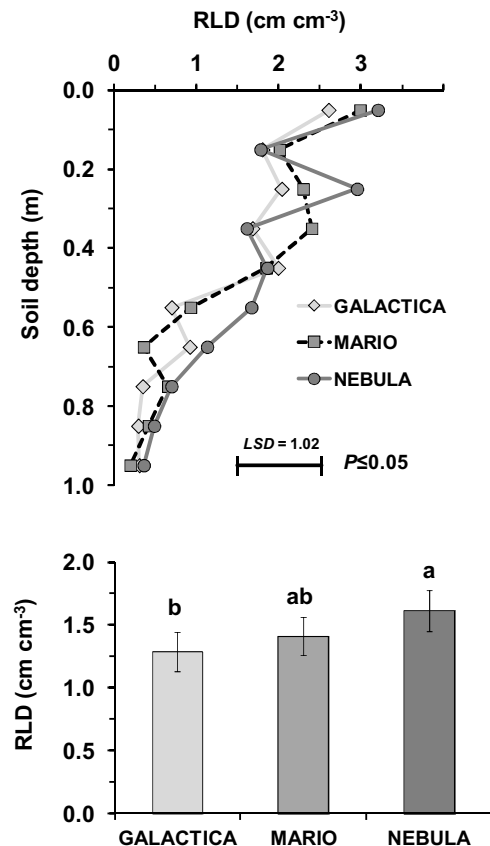 RLD (cm cm⁻³)
0 1 2 3 4
0.0
0.2
0.4
0.6
0.8
1.0
Soil depth (m)
GALACTICA
MARIO
NEBULA
LSD = 1.02
P≤0.05
2.0
1.5
1.0
0.5
0.0
RLD (cm cm⁻³)
b ab a
GALACTICA MARIO NEBULA